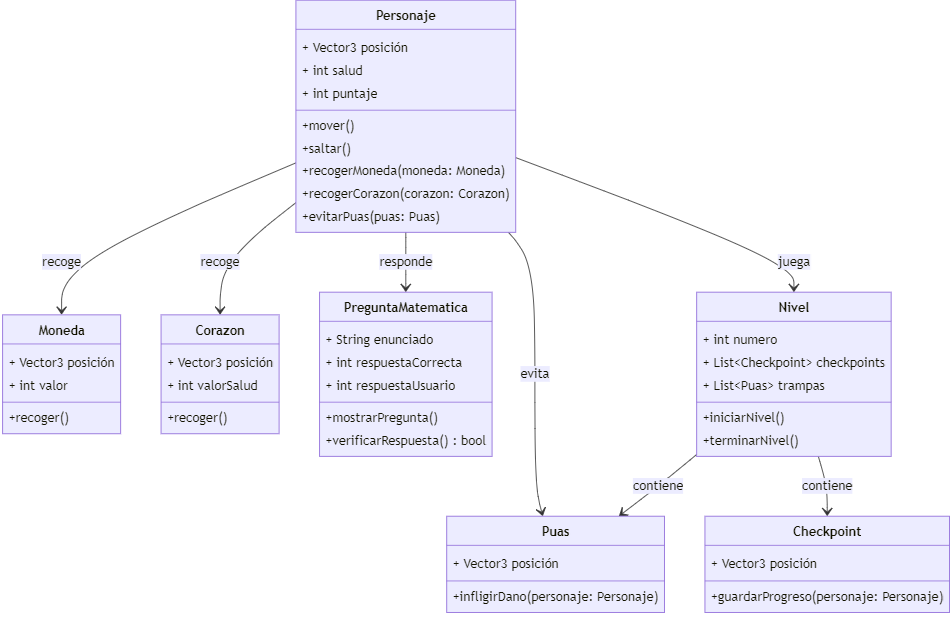 Personaje
+ Vector3 posición
+ int salud
+ int puntaje
+mover()
+saltar()
+recogerMoneda(moneda: Moneda)
+recogerCorazon(corazon: Corazon)
+evitarPuas(puas: Puas)
recoge
recoge
responde
juega
Moneda
+ Vector3 posición
+ int valor
+recoger()
Corazon
+ Vector3 posición
+ int valorSalud
+recoger()
PreguntaMatematica
+ String enunciado
+ int respuestaCorrecta
+ int respuestaUsuario
+mostrarPregunta()
+verificarRespuesta() : bool
evita
Nivel
+ int numero
+ List<Checkpoint> checkpoints
+ List<Puas> trampas
+iniciarNivel()
+terminarNivel()
contiene
contiene
Puas
+ Vector3 posición
+infligirDano(personaje: Personaje)
Checkpoint
+ Vector3 posición
+guardarProgreso(personaje: Personaje)